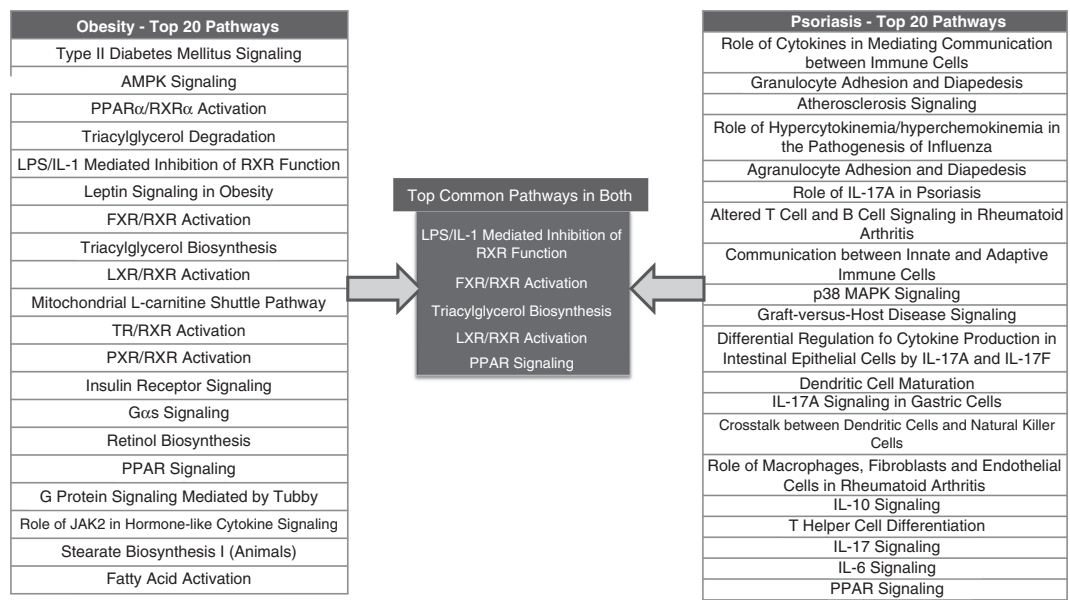 Obesity - Top 20 Pathways
Type II Diabetes Mellitus Signaling
AMPK Signaling
PPARα/RXRα Activation
Triacylglycerol Degradation
LPS/IL-1 Mediated Inhibition of RXR Function
Leptin Signaling in Obesity
FXR/RXR Activation
Triacylglycerol Biosynthesis
LXR/RXR Activation
Mitochondrial L-carnitine Shuttle Pathway
TR/RXR Activation
PXR/RXR Activation
Insulin Receptor Signaling
Gαs Signaling
Retinol Biosynthesis
PPAR Signaling
G Protein Signaling Mediated by Tubby
Role of JAK2 in Hormone-like Cytokine Signaling
Stearate Biosynthesis I (Animals)
Fatty Acid Activation
Top Common Pathways in Both
LPS/IL-1 Mediated Inhibition of
RXR Function
FXR/RXR Activation
Triacylglycerol Biosynthesis
LXR/RXR Activation
PPAR Signaling
Psoriasis - Top 20 Pathways
Role of Cytokines in Mediating Communication
between Immune Cells
Granulocyte Adhesion and Diapedesis
Atherosclerosis Signaling
Role of Hypercytokinemia/hyperchemokinemia in
the Pathogenesis of Influenza
Agranulocyte Adhesion and Diapedesis
Role of IL-17A in Psoriasis
Altered T Cell and B Cell Signaling in Rheumatoid
Arthritis
Communication between Innate and Adaptive
Immune Cells
p38 MAPK Signaling
Graft-versus-Host Disease Signaling
Differential Regulation fo Cytokine Production in
Intestinal Epithelial Cells by IL-17A and IL-17F
Dendritic Cell Maturation
IL-17A Signaling in Gastric Cells
Crosstalk between Dendritic Cells and Natural Killer
Cells
Role of Macrophages, Fibroblasts and Endothelial
Cells in Rheumatoid Arthritis
IL-10 Signaling
T Helper Cell Differentiation
IL-17 Signaling
IL-6 Signaling
PPAR Signaling